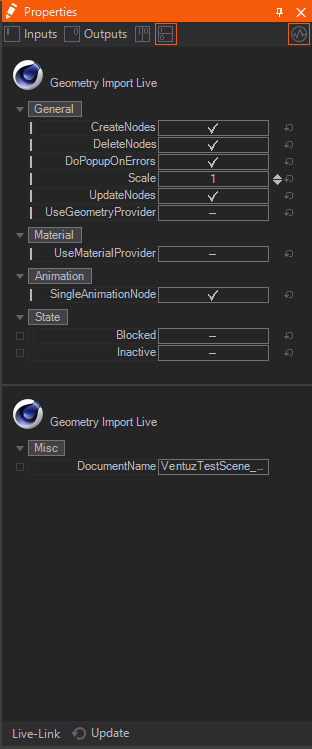 Properties
Inputs Outputs
Geometry Import Live
General
CreateNodes
DeleteNodes
DoPopupOnErrors
Scale 1
UpdateNodes
UseGeometryProvider –
Material
UseMaterialProvider –
Animation
SingleAnimationNode
State
Blocked –
Inactive –
Geometry Import Live
Misc
DocumentName VentuzTestScene_...
Live-Link Update